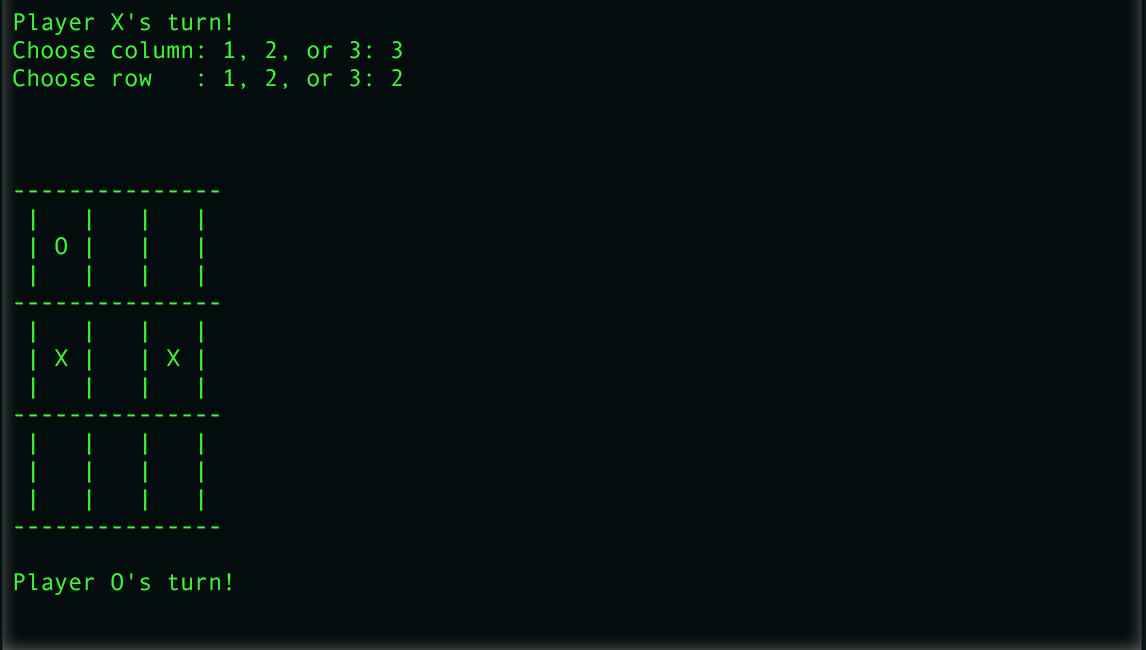 Player X's turn!
Choose column: 1, 2, or 3: 3
Choose row   : 1, 2, or 3: 2
---------------
 |   |   |   |
 | O |   |   |
 |   |   |   |
---------------
 |   |   |   |
 | X |   | X |
 |   |   |   |
---------------
 |   |   |   |
 |   |   |   |
 |   |   |   |
---------------
Player O's turn!